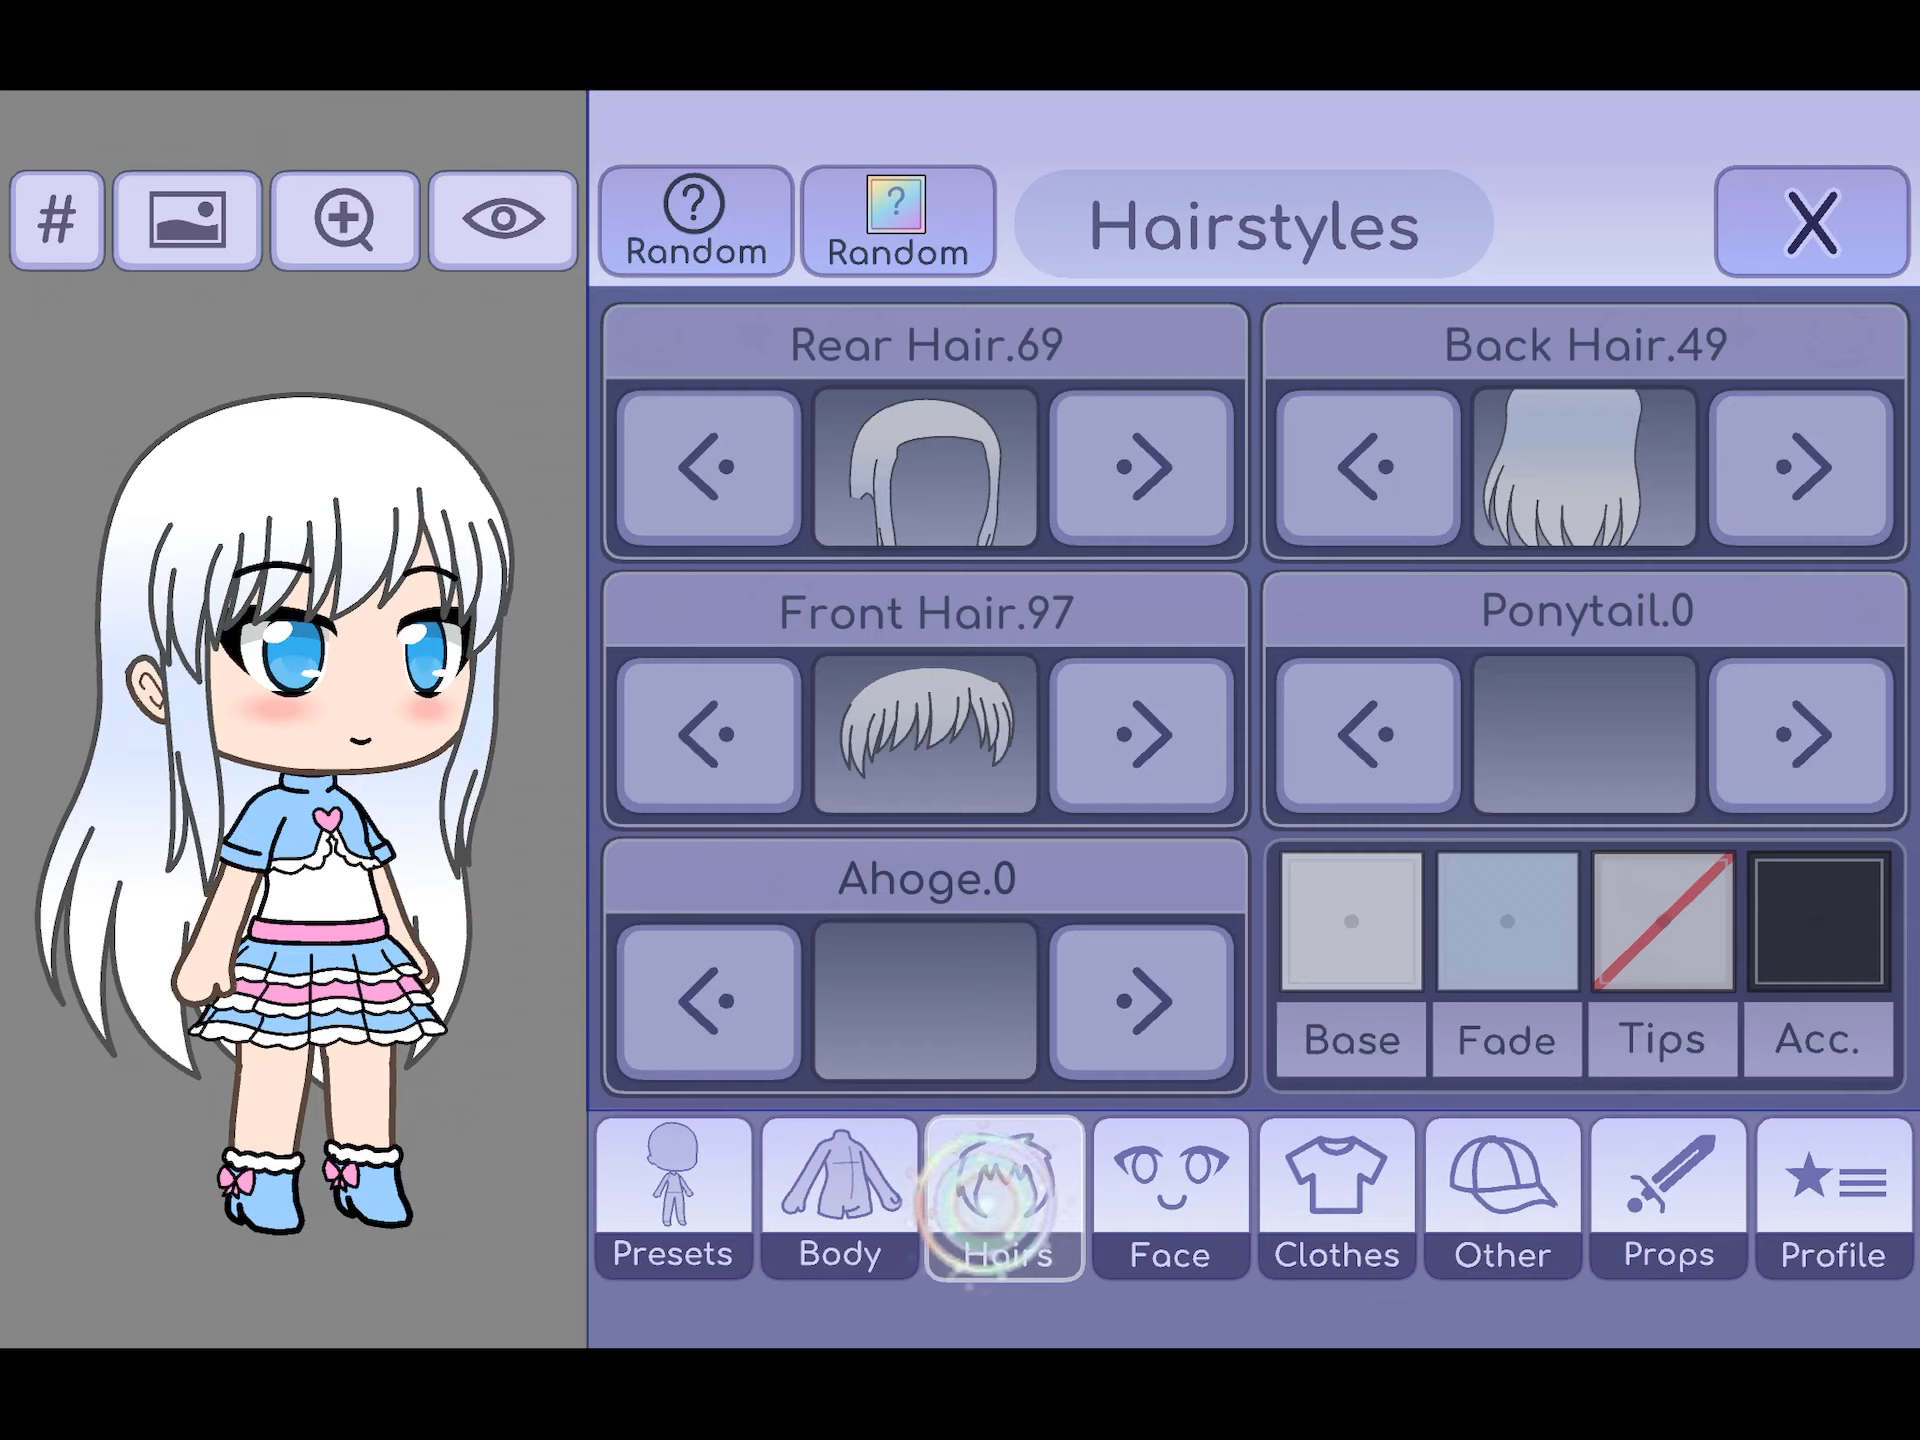 #
? Random
? Random
Hairstyles
X
Rear Hair.69
Back Hair.49
Front Hair.97
Ponytail.0
Ahoge.0
Base
Fade
Tips
Acc.
Presets
Body
Hairs
Face
Clothes
Other
Props
Profile